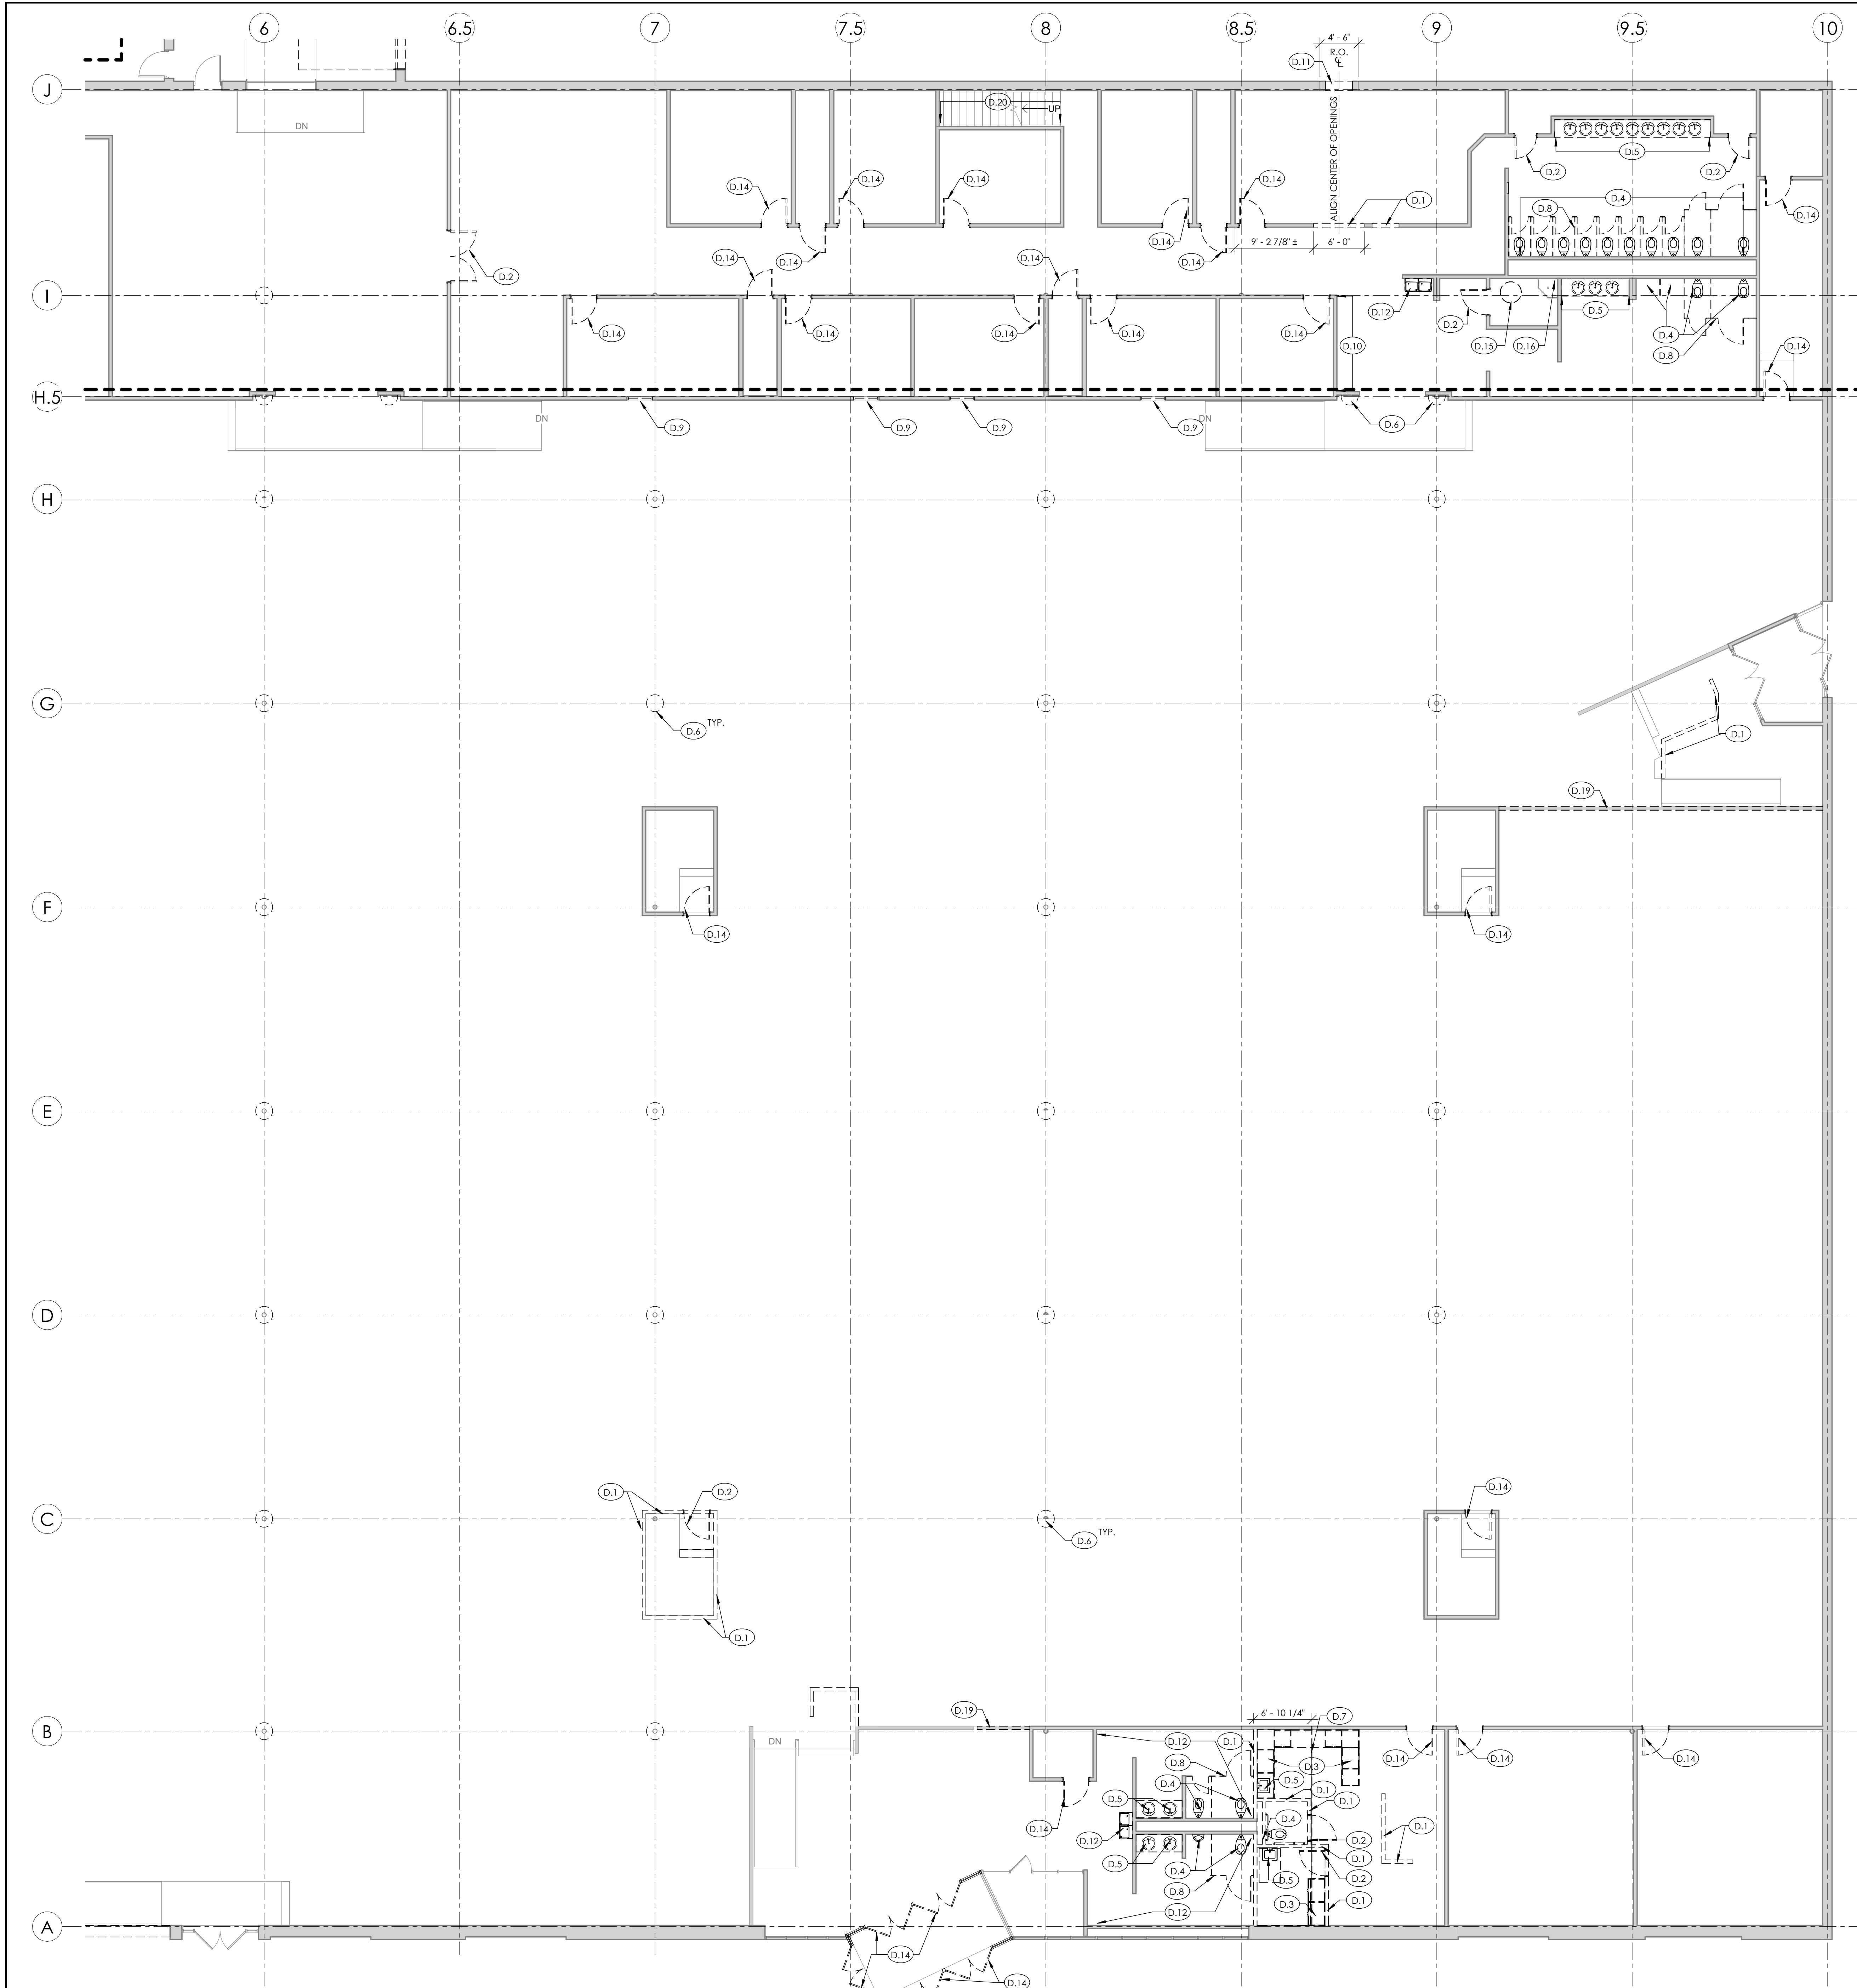 6
6.5
7
7.5
8
8.5
9
9.5
10
4' - 6"
R.O.
D.11
J
DN
D.20
UP
ALIGN CENTER OF OPENINGS
D.5
D.2
D.2
D.14
D.14
D.14
D.14
D.1
D.4
D.8
D.14
D.14
D.14
D.14
9' - 2 7/8" ±
6' - 0"
D.14
D.14
D.2
I
D.12
D.2
D.5
D.4
D.14
D.14
D.14
D.14
D.14
D.10
D.15
D.16
D.8
D.14
H.5
DN
D.9
D.9
D.9
D.9
DN
D.6
H
G
D.6 TYP.
D.1
D.19
F
D.14
D.14
E
D
D.1
D.2
D.14
C
D.6 TYP.
D.1
B
D.19
6' - 10 1/4"
D.7
DN
D.12
D.1
D.8
D.3
D.14
D.14
D.14
D.4
D.5
D.5
D.1
D.1
D.14
D.12
D.4
D.1
D.2
D.5
D.1
D.4
D.5
D.2
D.8
D.3
D.1
D.12
A
D.14
D.14